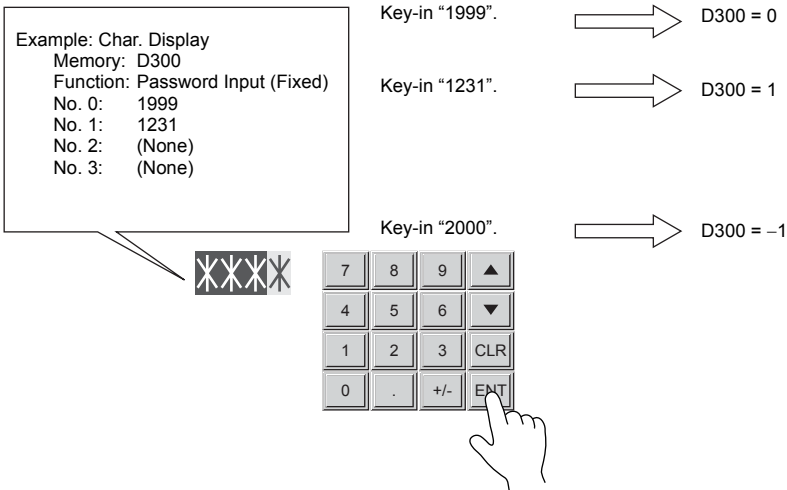 Example: Char. Display
Memory: D300
Function: Password Input (Fixed)
No. 0: 1999
No. 1: 1231
No. 2: (None)
No. 3: (None)
Key-in “1999”. D300 = 0
Key-in “1231”. D300 = 1
Key-in “2000”. D300 = −1
****
7 8 9 ▲
4 5 6 ▼
1 2 3 CLR
0 . +/- ENT